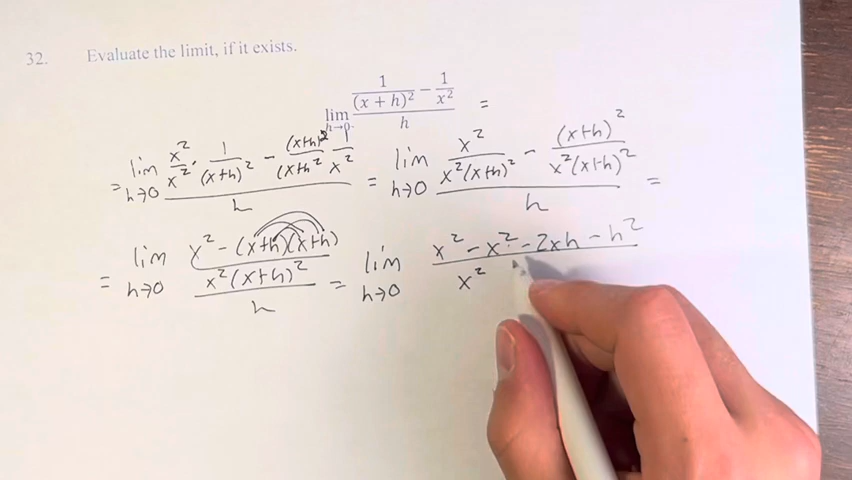 32. Evaluate the limit, if it exists.
lim h→0 (1/(x + h)² − 1/x²)/h =
= lim h→0 (x²/x² · 1/(x+h)² − (x+h)²/(x+h² · 1/x²)/h = lim h→0 (x²/x²(x+h)² − (x+h)²/x²(x+h)²)/h =
= lim h→0 ((x² − (x+h)(x+h))/x²(x+h)²)/h = lim h→0 (x² − x² − 2xh − h²)/x²